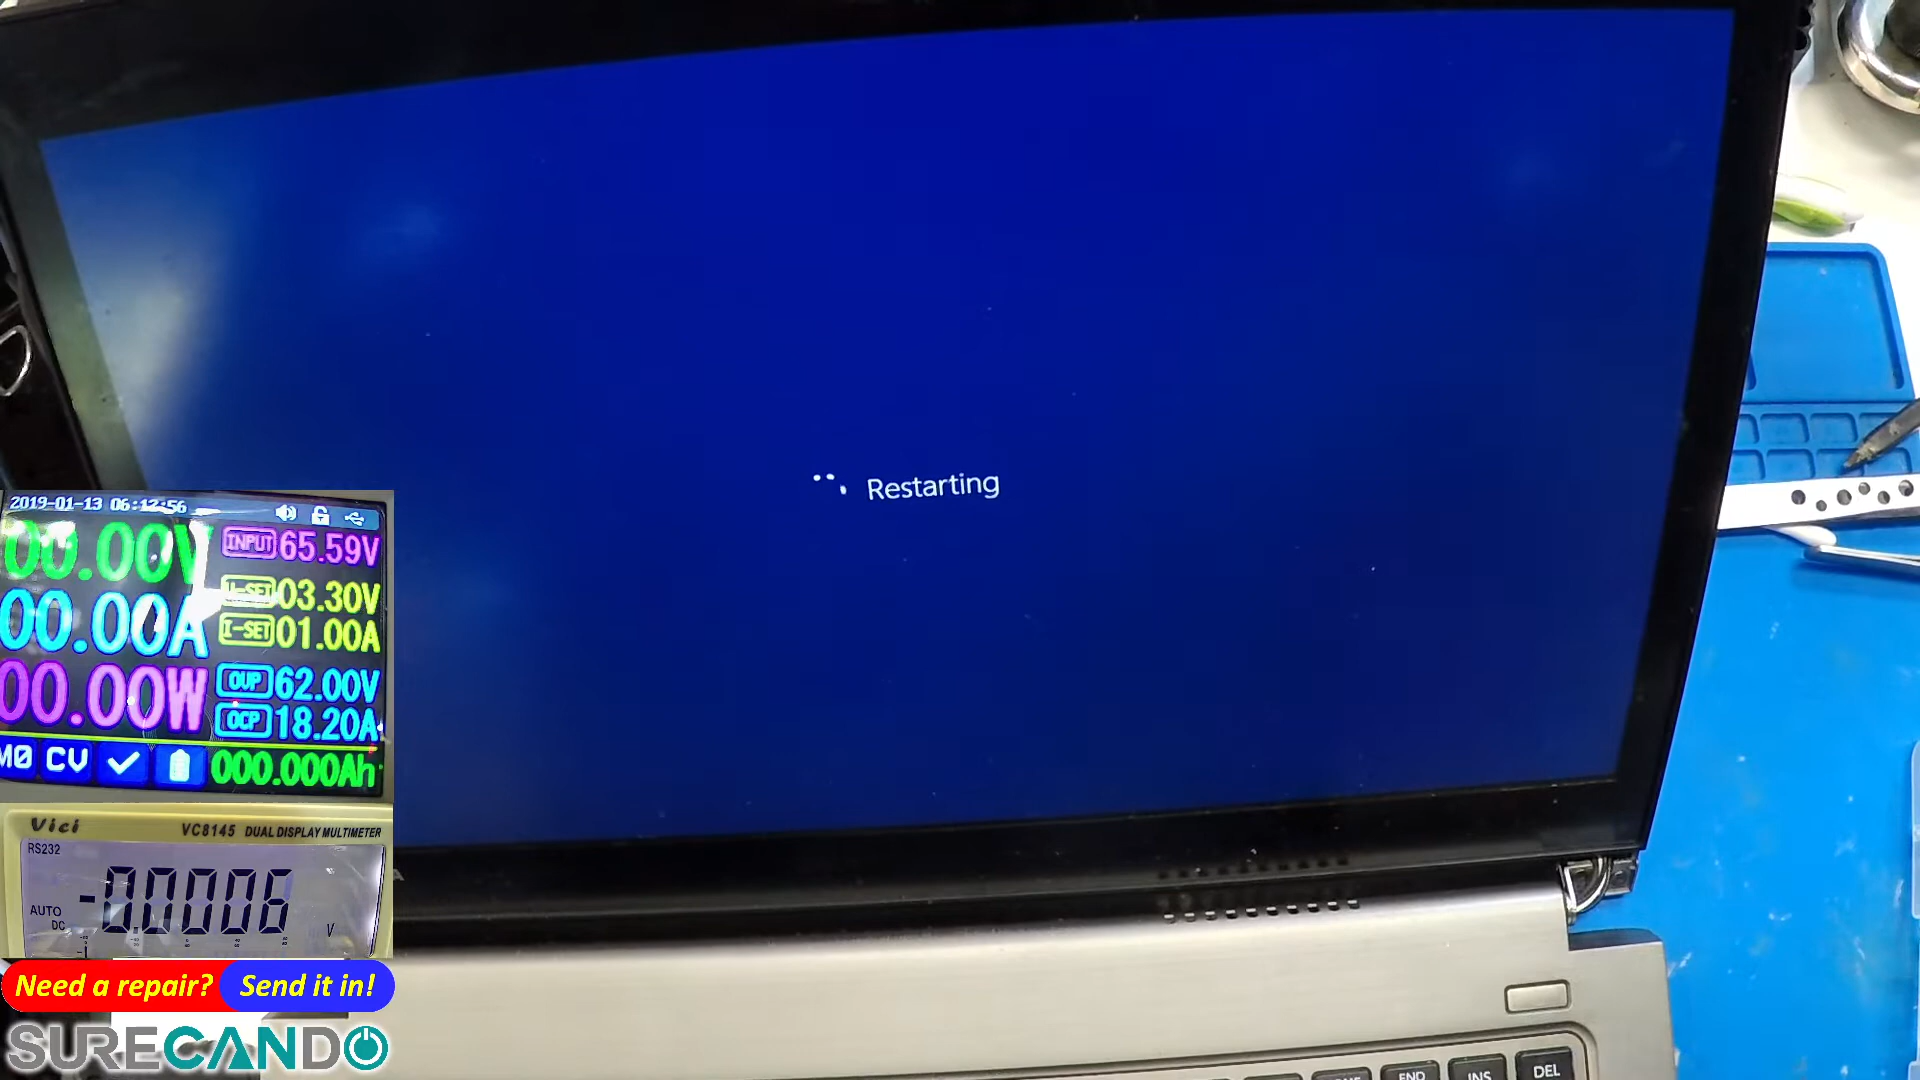 Restarting
2019-01-13 06:12:56
00.00V
INPUT 65.59V
U-SET 03.30V
00.00A
I-SET 01.00A
OVP 62.00V
00.00W
OCP 18.20A
M0 CV
000.000Ah
Vici
VC8145 DUAL DISPLAY MULTIMETER
RS232
-00006
AUTO
DC
V
Need a repair? Send it in!
SURECANDO
END
INS
DEL